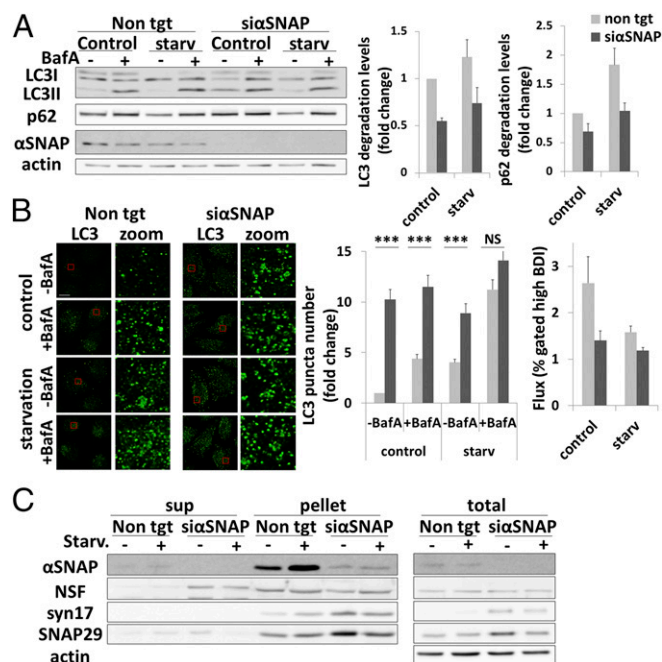 A
Non tgt siαSNAP
Control starv Control starv
BafA - + - + - + - +
LC3I
LC3II
p62
αSNAP
actin
LC3 degradation levels
(fold change)
1.5
1
0.5
0
control starv
p62 degradation levels
(fold change)
2.5
2
1.5
1
0.5
0
control starv
non tgt
siαSNAP
B
Non tgt siαSNAP
LC3 zoom LC3 zoom
control
-BafA
+BafA
starvation
-BafA
+BafA
LC3 puncta number
(fold change)
15
10
5
0
*** *** *** NS
-BafA +BafA -BafA +BafA
control starv
Flux (% gated high BDI)
3
2
1
0
control starv
C
sup pellet total
Non tgt siαSNAP Non tgt siαSNAP Non tgt siαSNAP
Starv. - + - + - + - + - + - +
αSNAP
NSF
syn17
SNAP29
actin